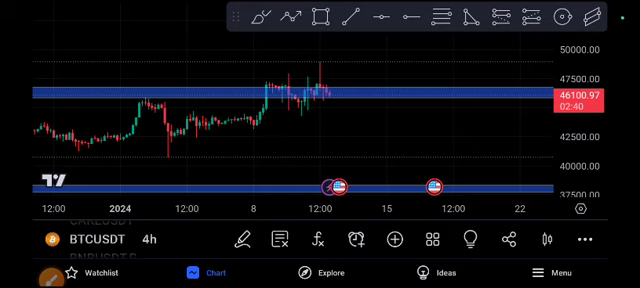 50000.00
47500.00
46100.97
02:40
42500.00
40000.00
37500.00
12:00 2024 12:00 8 12:00 15 12:00 22
BTCUSDT 4h
Watchlist Chart Explore Ideas Menu